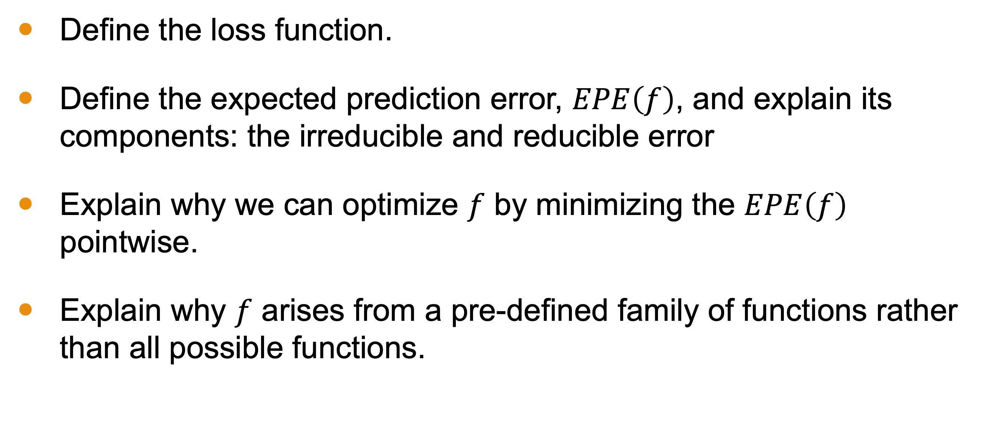 • Define the loss function.
• Define the expected prediction error, 𝐸𝑃𝐸(𝑓), and explain its
components: the irreducible and reducible error
• Explain why we can optimize 𝑓 by minimizing the 𝐸𝑃𝐸(𝑓)
pointwise.
• Explain why 𝑓 arises from a pre-defined family of functions rather
than all possible functions.